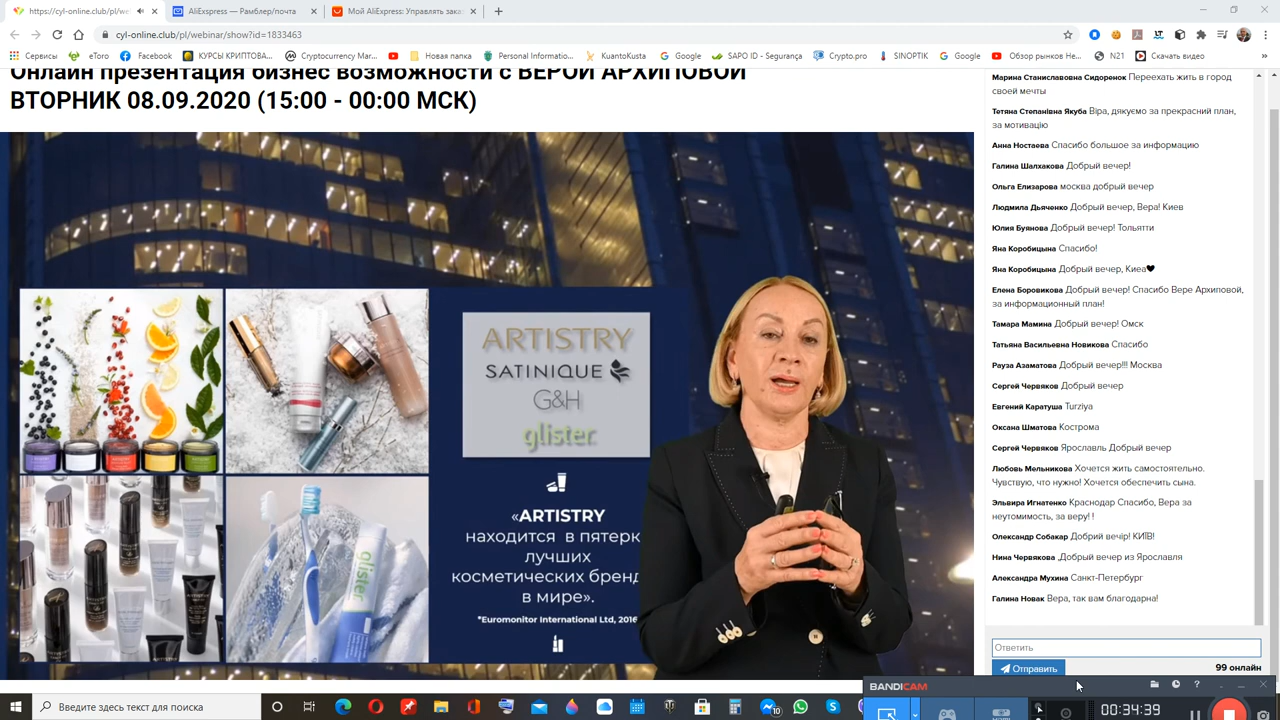 https://cyl-online.club/pl/we
AliExspress — Рамблер/почта
Мой AliExpress: Управлять зака
cyl-online.club/pl/webinar/show?id=1833463
Сервисы
eToro
Facebook
КУРСЫ КРИПТОВА...
Cryptocurrency Mar...
Новая папка
Personal Informatio...
KuantoKusta
Google
SAPO ID - Segurança
Crypto.pro
SINOPTIK
Google
Обзор рынков Не...
N21
Скачать видео
Онлайн презентация бизнес возможности с ВЕРОЙ АРХИПОВОЙ
ВТОРНИК 08.09.2020 (15:00 - 00:00 МСК)
ARTISTRY
SATINIQUE
G&H
glister
«ARTISTRY
находится в пятерк
лучших
косметических бренд
в мире».
*Euromonitor International Ltd, 2016
glister
Марина Станиславовна Сидоренок Переехать жить в город
своей мечты
Тетяна Степанівна Якуба Віра, дякуємо за прекрасний план,
за мотивацію
Анна Ностаева Спасибо большое за информацию
Галина Шалхакова Добрый вечер!
Ольга Елизарова москва добрый вечер
Людмила Дьяченко Добрый вечер, Вера! Киев
Юлия Буянова Добрый вечер! Тольятти
Яна Коробицына Спасибо!
Яна Коробицына Добрый вечер, Киев🖤
Елена Боровикова Добрый вечер! Спасибо Вере Архиповой,
за информационный план!
Тамара Мамина Добрый вечер! Омск
Татьяна Васильевна Новикова Спасибо
Рауза Азаматова Добрый вечер!!! Москва
Сергей Червяков Добрый вечер
Евгений Каратуша Turziya
Оксана Шматова Кострома
Сергей Червяков Ярославль Добрый вечер
Любовь Мельникова Хочется жить самостоятельно.
Чувствую, что нужно! Хочется обеспечить сына.
Эльвира Игнатенко Краснодар Спасибо, Вера за
неутомимость, за веру! !
Олександр Собакар Добрий вечір! КИЇВ!
Нина Червякова ,Добрый вечер из Ярославля
Александра Мухина Санкт-Петербург
Галина Новак Вера, так вам благодарна!
Ответить
Отправить
99 онлайн
BANDICAM
00:34:39
Введите здесь текст для поиска
10